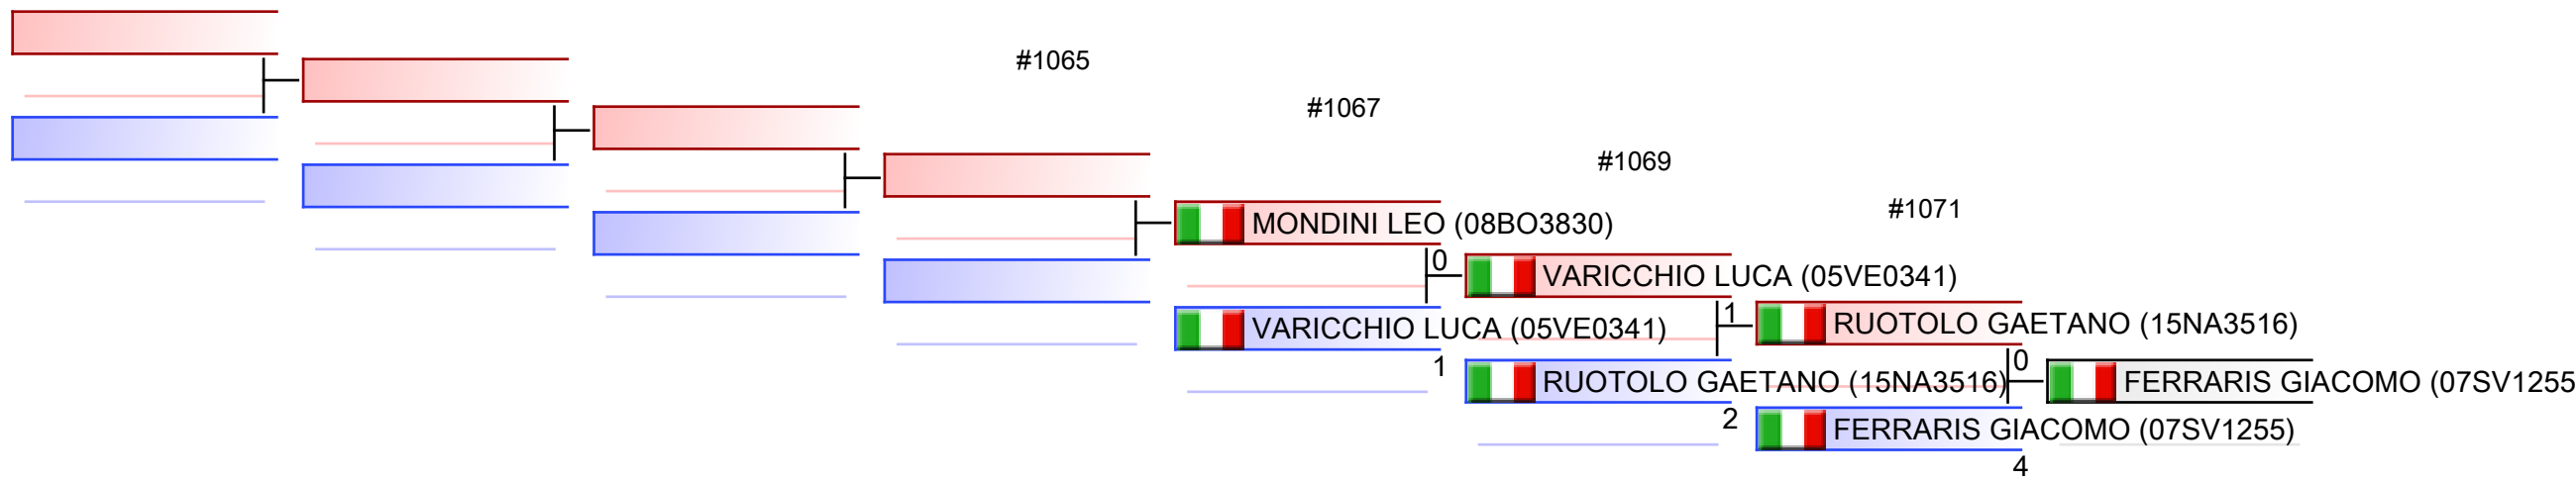 #1065
#1067
#1069
#1071
MONDINI LEO (08BO3830)
0
VARICCHIO LUCA (05VE0341)
VARICCHIO LUCA (05VE0341)
1
1
RUOTOLO GAETANO (15NA3516)
RUOTOLO GAETANO (15NA3516)
2
0
FERRARIS GIACOMO (07SV1255
FERRARIS GIACOMO (07SV1255)
4